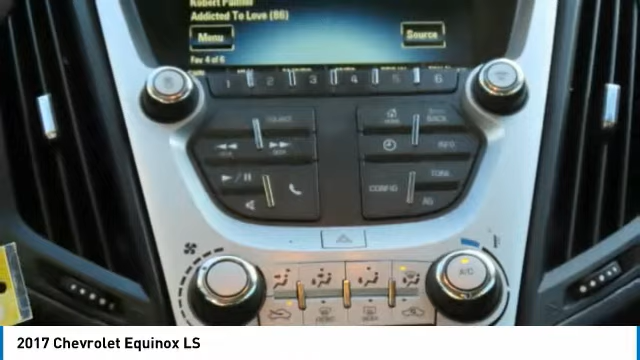 Robert Palmer
Addicted To Love (86)
Menu
Source
Fav 4 of 6
1 2 3 4 5 6
SOURCE
BACK
INFO
TONE
CONFIG
A/C
2017 Chevrolet Equinox LS